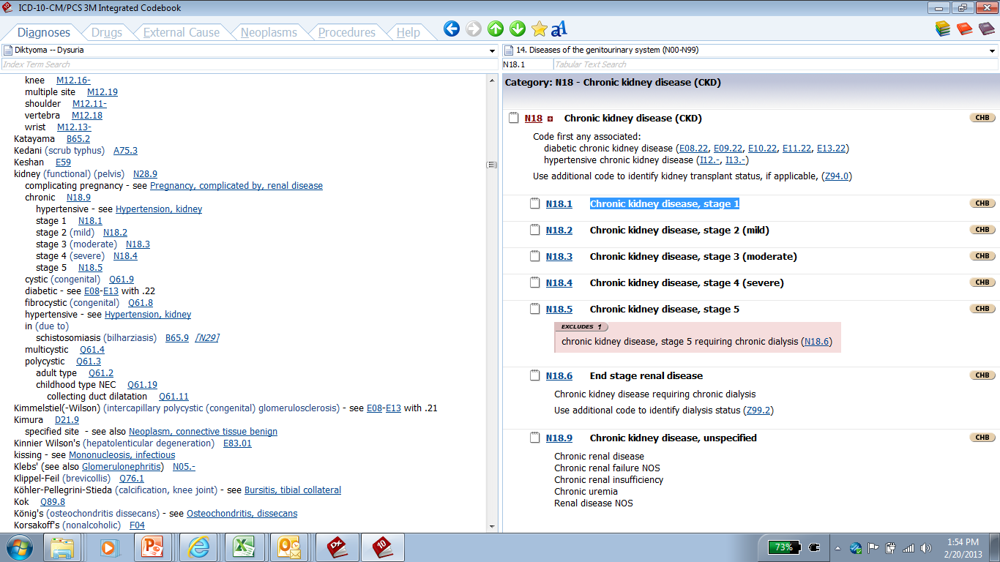 ICD-10-CM/PCS 3M Integrated Codebook
Diagnoses Drugs External Cause Neoplasms Procedures Help
Diktyoma -- Dysuria
Index Term Search
knee M12.16-
multiple site M12.19
shoulder M12.11-
vertebra M12.18
wrist M12.13-
Katayama B65.2
Kedani (scrub typhus) A75.3
Keshan E59
kidney (functional) (pelvis) N28.9
complicating pregnancy - see Pregnancy, complicated by, renal disease
chronic N18.9
hypertensive - see Hypertension, kidney
stage 1 N18.1
stage 2 (mild) N18.2
stage 3 (moderate) N18.3
stage 4 (severe) N18.4
stage 5 N18.5
cystic (congenital) Q61.9
diabetic - see E08-E13 with .22
fibrocystic (congenital) Q61.8
hypertensive - see Hypertension, kidney
in (due to)
schistosomiasis (bilharziasis) B65.9 [N29]
multicystic Q61.4
polycystic Q61.3
adult type Q61.2
childhood type NEC Q61.19
collecting duct dilatation Q61.11
Kimmelstiel(-Wilson) (intercapillary polycystic (congenital) glomerulosclerosis) - see E08-E13 with .21
Kimura D21.9
specified site - see also Neoplasm, connective tissue benign
Kinnier Wilson's (hepatolenticular degeneration) E83.01
kissing - see Mononucleosis, infectious
Klebs' (see also Glomerulonephritis) N05.-
Klippel-Feil (brevicollis) Q76.1
Köhler-Pellegrini-Stieda (calcification, knee joint) - see Bursitis, tibial collateral
Kok Q89.8
König's (osteochondritis dissecans) - see Osteochondritis, dissecans
Korsakoff's (nonalcoholic) F04
14. Diseases of the genitourinary system (N00-N99)
N18.1 Tabular Text Search
Category: N18 - Chronic kidney disease (CKD)
N18 Chronic kidney disease (CKD) CHB
Code first any associated:
diabetic chronic kidney disease (E08.22, E09.22, E10.22, E11.22, E13.22)
hypertensive chronic kidney disease (I12.-, I13.-)
Use additional code to identify kidney transplant status, if applicable, (Z94.0)
N18.1 Chronic kidney disease, stage 1 CHB
N18.2 Chronic kidney disease, stage 2 (mild) CHB
N18.3 Chronic kidney disease, stage 3 (moderate) CHB
N18.4 Chronic kidney disease, stage 4 (severe) CHB
N18.5 Chronic kidney disease, stage 5 CHB
EXCLUDES 1
chronic kidney disease, stage 5 requiring chronic dialysis (N18.6)
N18.6 End stage renal disease CHB
Chronic kidney disease requiring chronic dialysis
Use additional code to identify dialysis status (Z99.2)
N18.9 Chronic kidney disease, unspecified CHB
Chronic renal disease
Chronic renal failure NOS
Chronic renal insufficiency
Chronic uremia
Renal disease NOS
73%
1:54 PM
2/20/2013